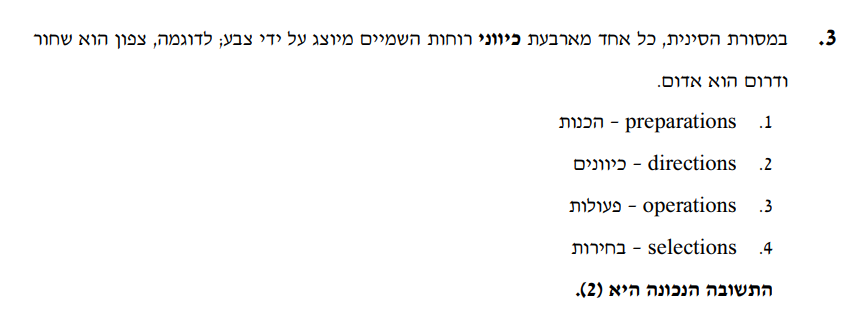 3. במסורת הסינית, כל אחד מארבעת כיווני רוחות השמיים מיוצג על ידי צבע; לדוגמה, צפון הוא שחור
ודרום הוא אדום.
1. preparations – הכנות
2. directions – כיוונים
3. operations – פעולות
4. selections – בחירות
התשובה הנכונה היא (2).